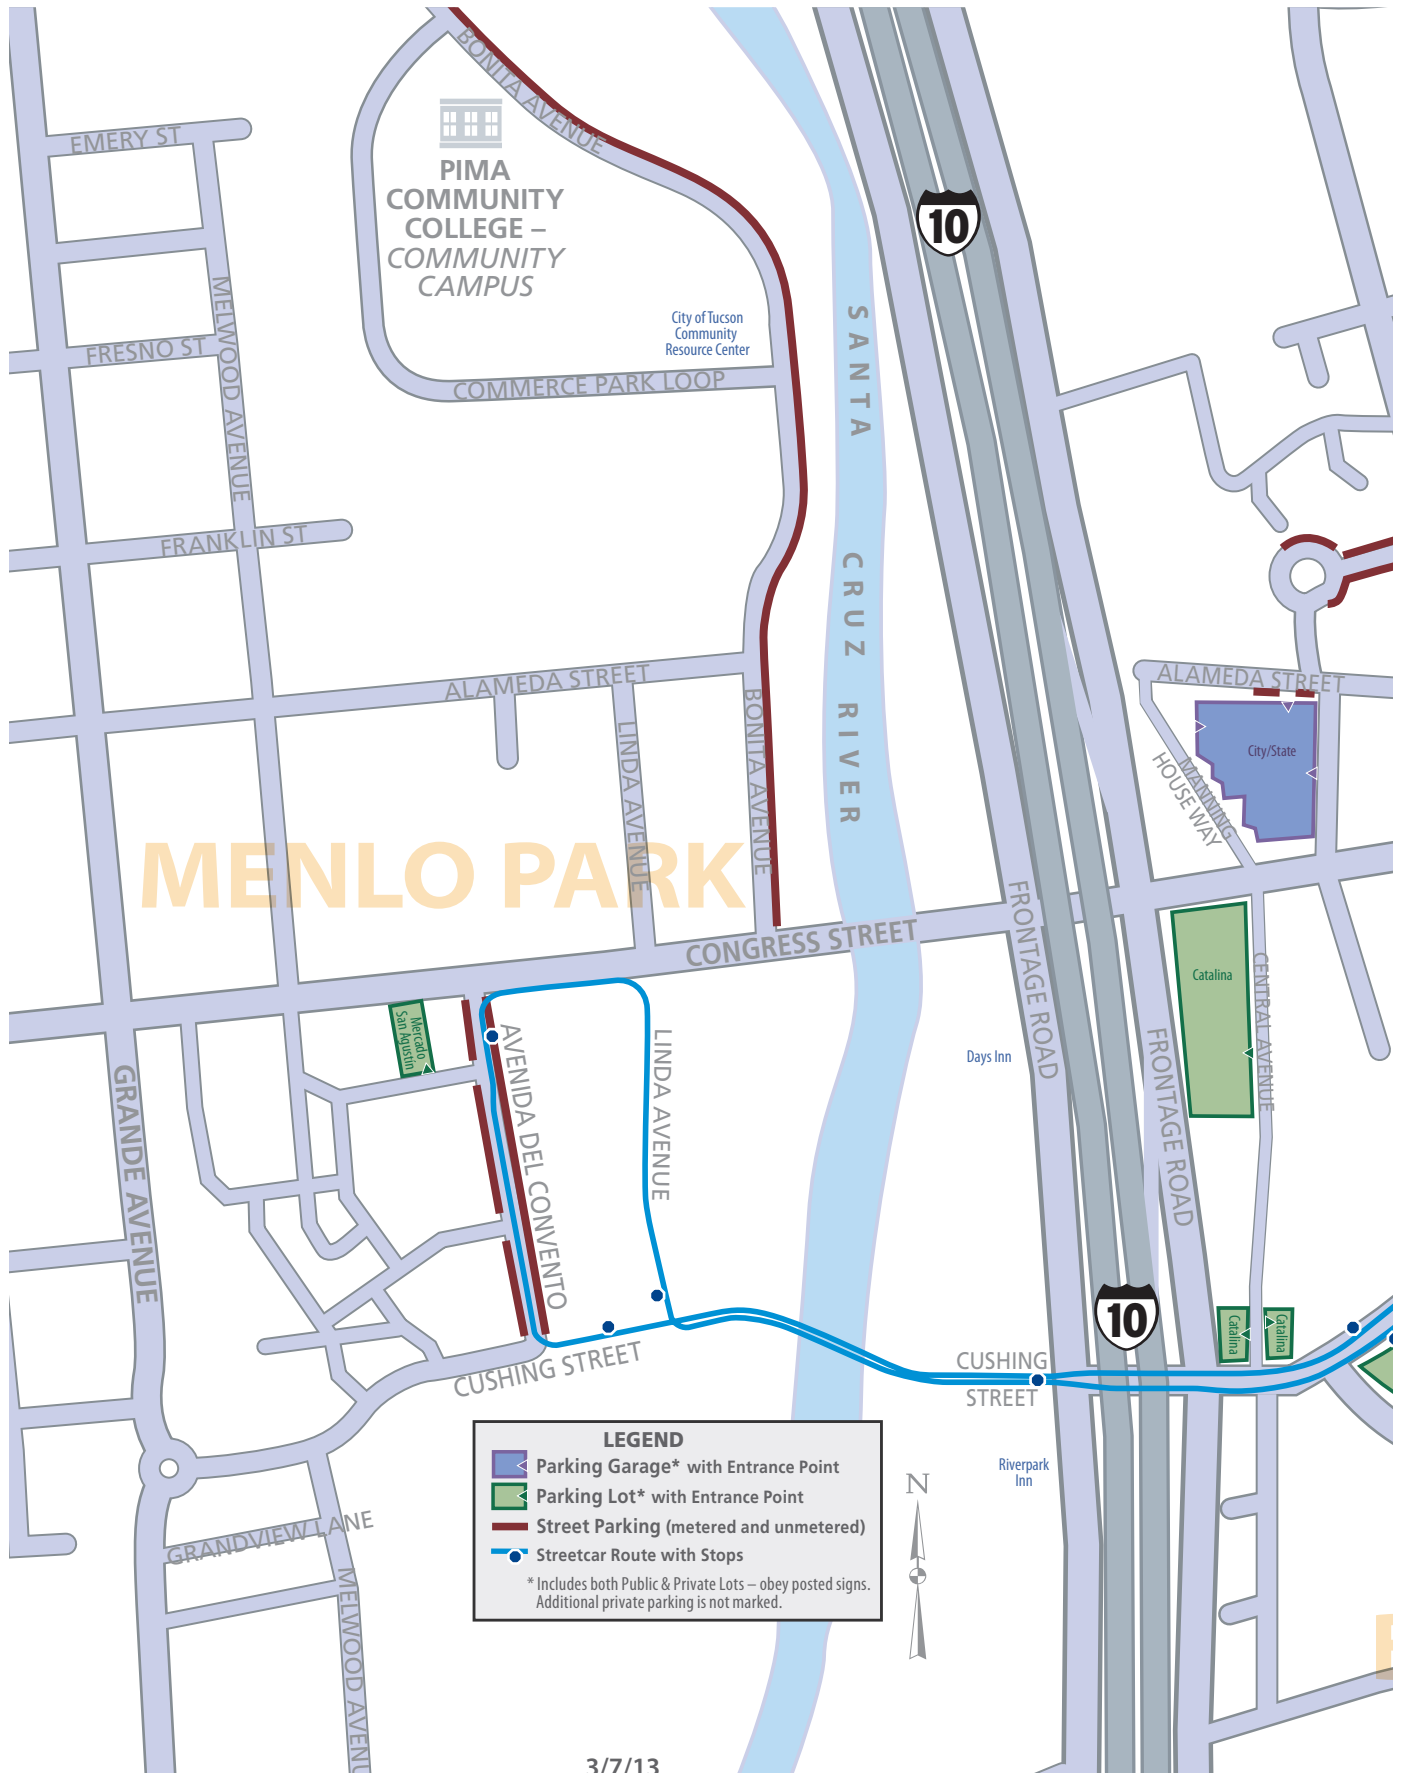 BONITA AVENUE
EMERY ST
PIMA
COMMUNITY
COLLEGE –
COMMUNITY
CAMPUS
10
MELWOOD AVENUE
City of Tucson
Community
Resource Center
SANTA CRUZ RIVER
FRESNO ST
COMMERCE PARK LOOP
FRANKLIN ST
ALAMEDA STREET
ALAMEDA STREET
LINDA AVENUE
BONITA AVENUE
City/State
MANNING
HOUSE WAY
MENLO PARK
CONGRESS STREET
FRONTAGE ROAD
Catalina
CENTRAL AVENUE
Mercado
San Agustín
AVENIDA DEL CONVENTO
LINDA AVENUE
Days Inn
FRONTAGE ROAD
GRANDE AVENUE
10
Catalina
Catalina
CUSHING STREET
CUSHING
STREET
LEGEND
Parking Garage* with Entrance Point
Parking Lot* with Entrance Point
Street Parking (metered and unmetered)
Streetcar Route with Stops
* Includes both Public & Private Lots – obey posted signs.
Additional private parking is not marked.
Riverpark
Inn
N
GRANDVIEW LANE
MELWOOD AVENU
3/7/13